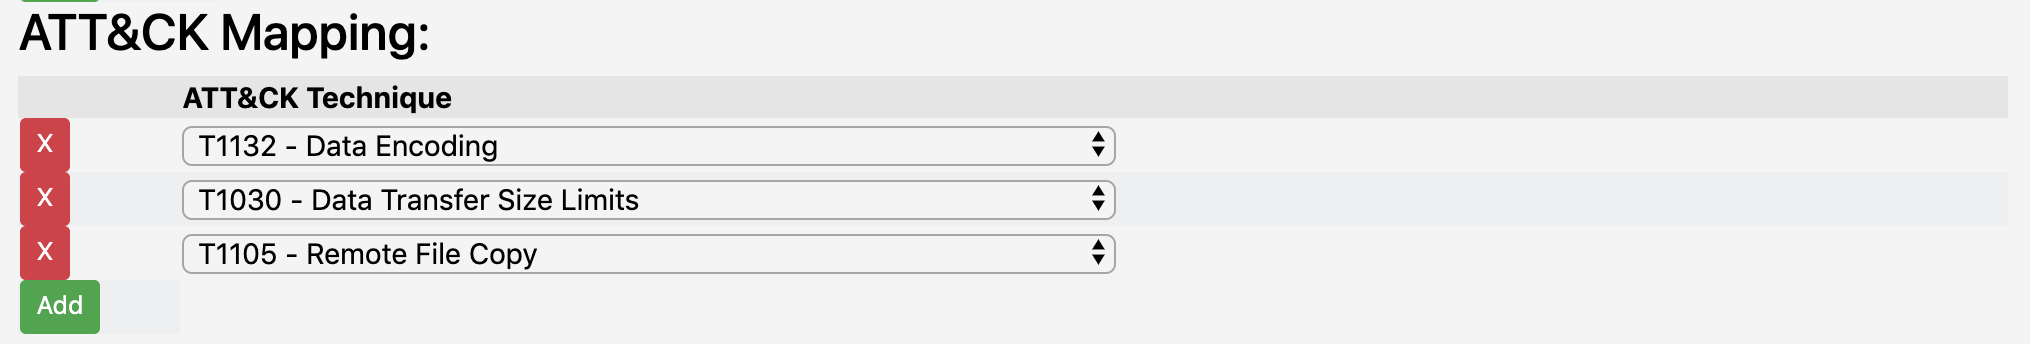 ATT&CK Mapping:
ATT&CK Technique
X T1132 - Data Encoding
X T1030 - Data Transfer Size Limits
X T1105 - Remote File Copy
Add